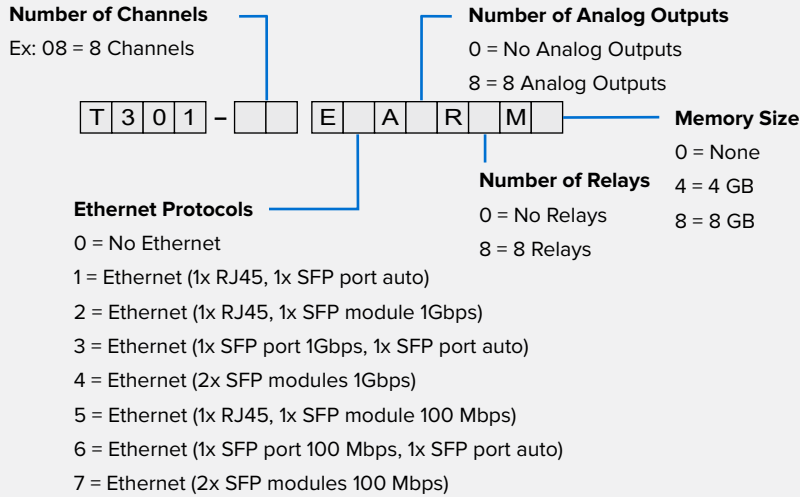 Number of Channels
Ex: 08 = 8 Channels
Number of Analog Outputs
0 = No Analog Outputs
8 = 8 Analog Outputs
T301- E A R M
Memory Size
0 = None
4 = 4 GB
8 = 8 GB
Number of Relays
0 = No Relays
8 = 8 Relays
Ethernet Protocols
0 = No Ethernet
1 = Ethernet (1x RJ45, 1x SFP port auto)
2 = Ethernet (1x RJ45, 1x SFP module 1Gbps)
3 = Ethernet (1x SFP port 1Gbps, 1x SFP port auto)
4 = Ethernet (2x SFP modules 1Gbps)
5 = Ethernet (1x RJ45, 1x SFP module 100 Mbps)
6 = Ethernet (1x SFP port 100 Mbps, 1x SFP port auto)
7 = Ethernet (2x SFP modules 100 Mbps)